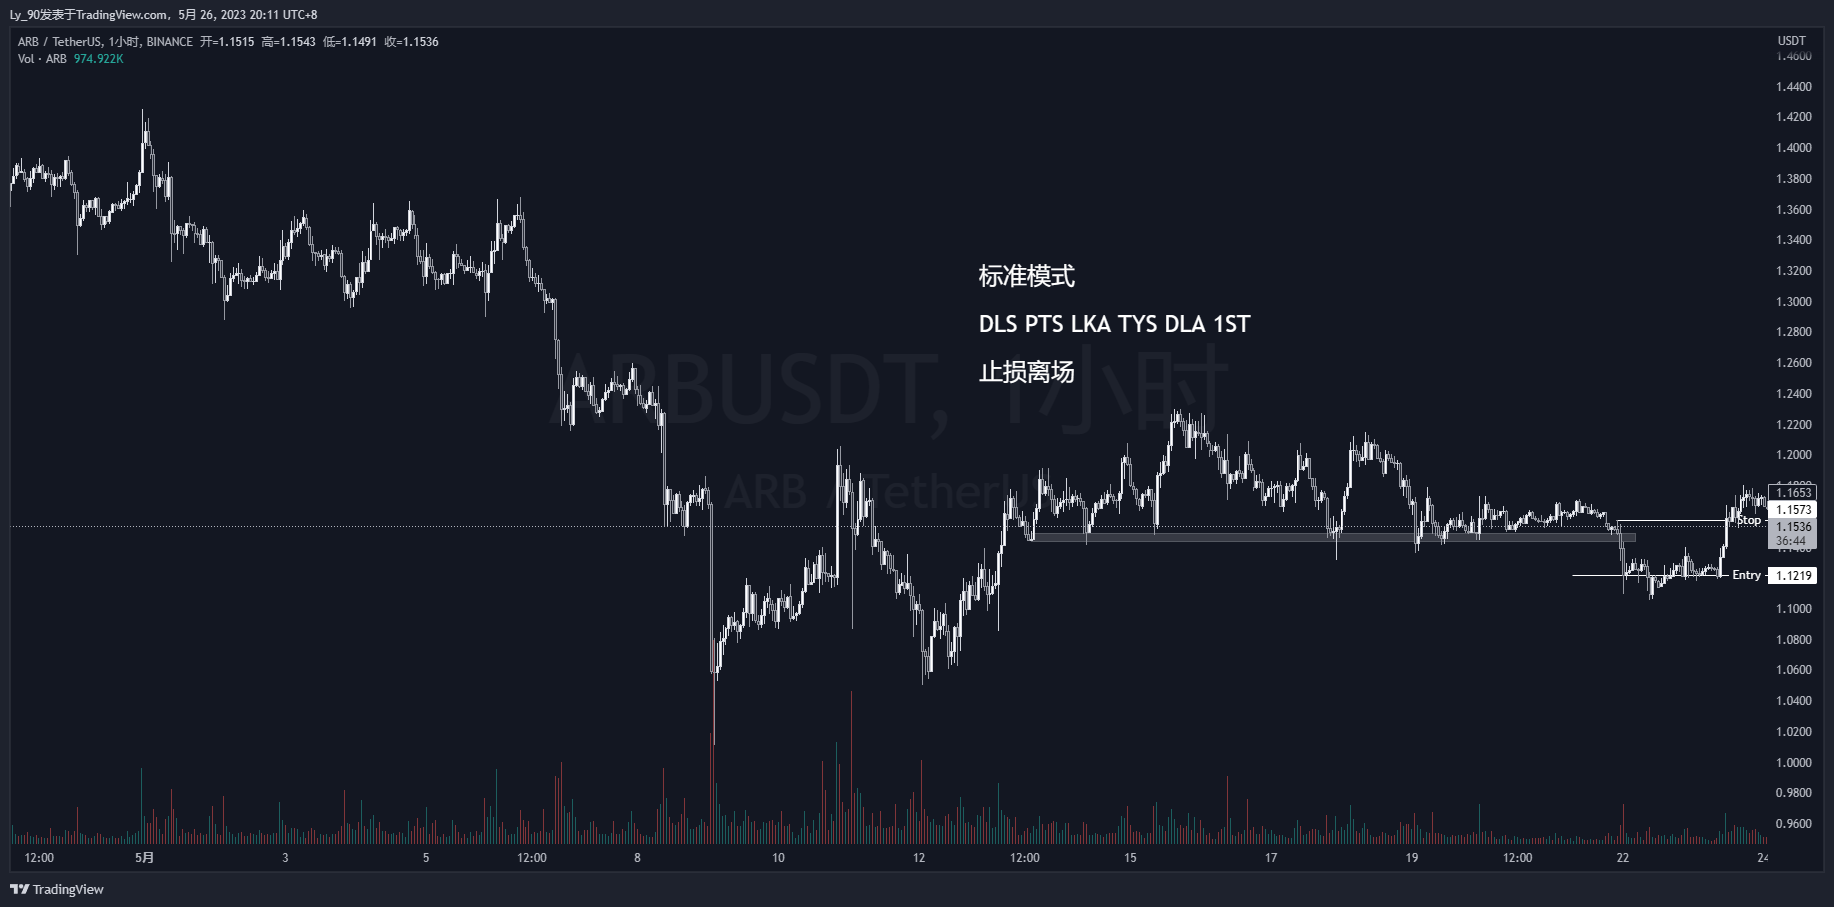 Ly_90发表于TradingView.com, 5月 26, 2023 20:11 UTC+8
ARB / TetherUS, 1小时, BINANCE 开=1.1515 高=1.1543 低=1.1491 收=1.1536
Vol · ARB 974.922K
USDT
1.4600
1.4400
1.4200
1.4000
1.3800
1.3600
1.3400
1.3200
1.3000
1.2800
1.2600
1.2400
1.2200
1.2000
1.1800
1.1653
1.1573
Stop
1.1536
36:44
1.1400
Entry
1.1219
1.1000
1.0800
1.0600
1.0400
1.0200
1.0000
0.9800
0.9600
标准模式
DLS PTS LKA TYS DLA 1ST
止损离场
ARBUSDT, 1小时
ARB / TetherUS
12:00 5月 3 5 12:00 8 10 12 12:00 15 17 19 12:00 22 24
TradingView